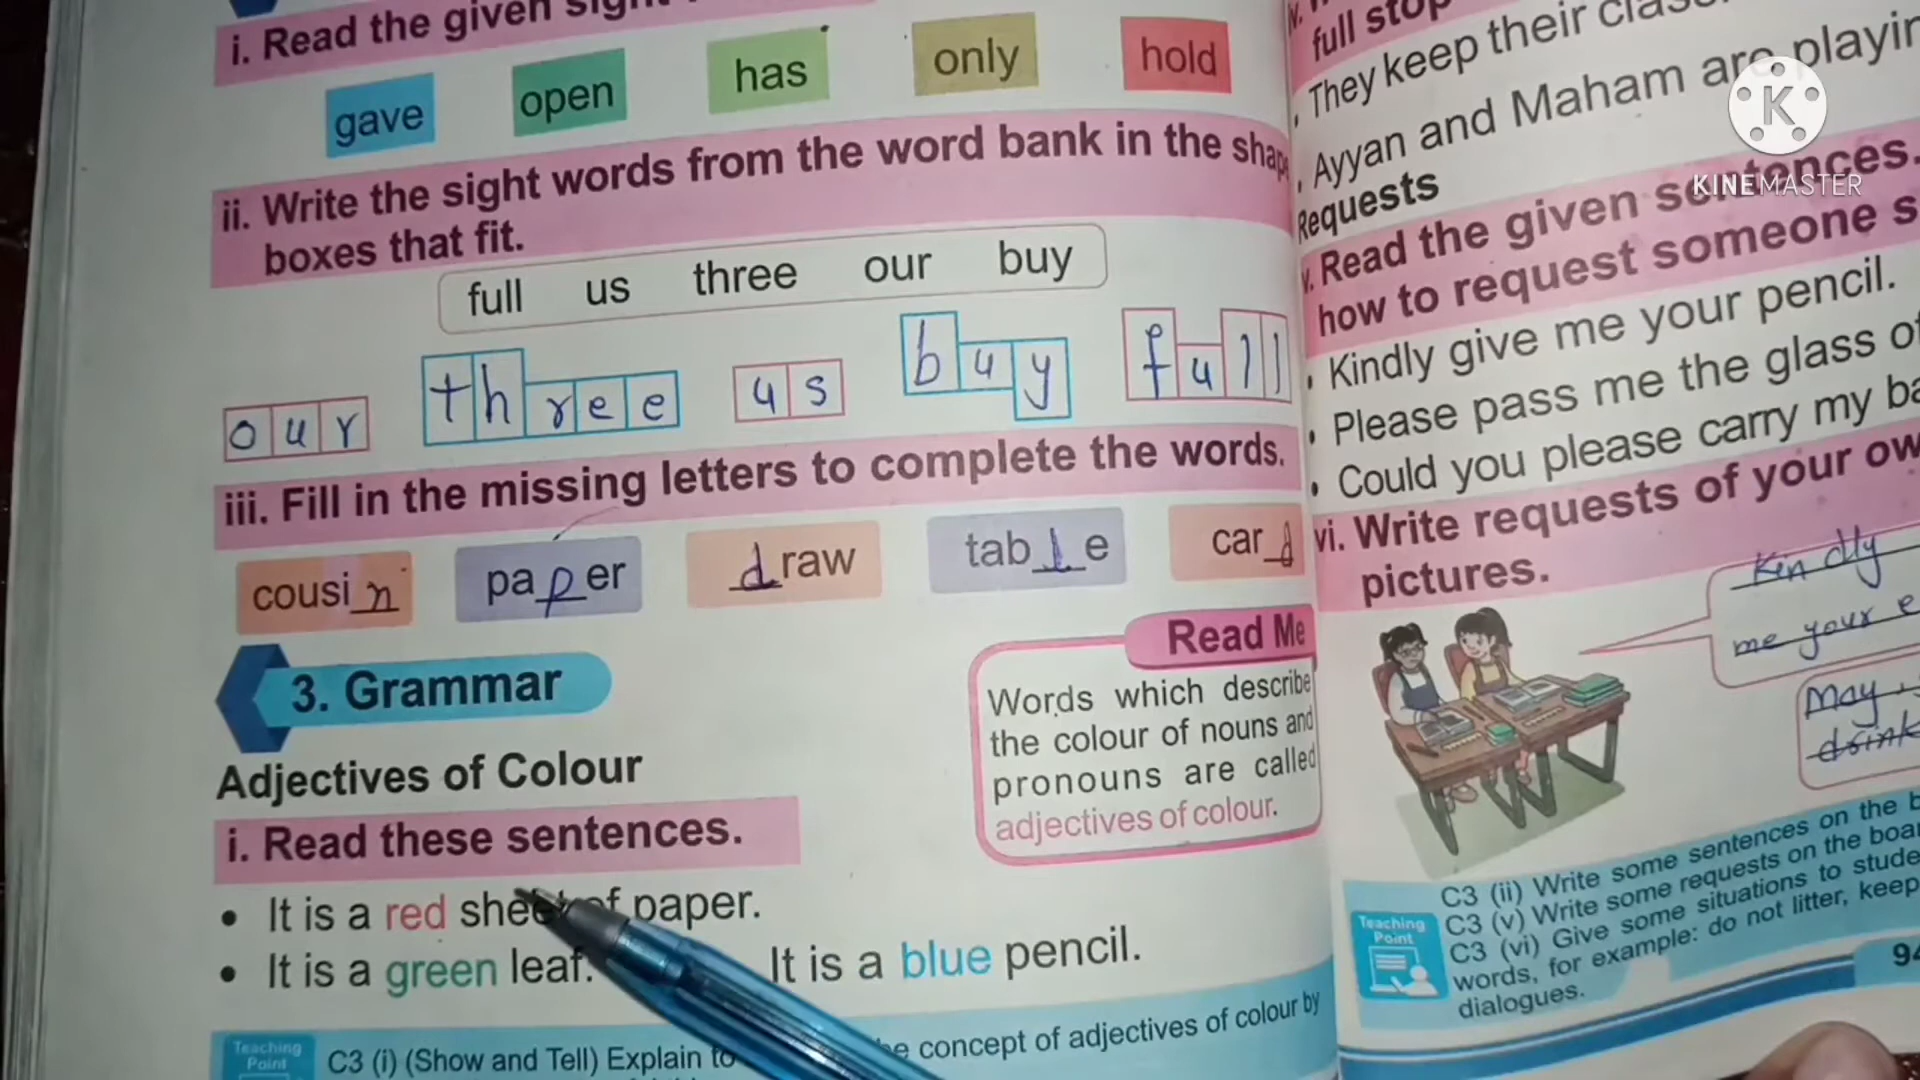 i. Read the given
gave open has only hold
ii. Write the sight words from the word bank in the
boxes that fit.
full us three our buy
our three us buy full
iii. Fill in the missing letters to complete the words.
cousin paper draw table card
3. Grammar
Adjectives of Colour
i. Read these sentences.
• It is a red sheet of paper.
• It is a green leaf. It is a blue pencil.
Read Me
Words which describe
the colour of nouns and
pronouns are called
adjectives of colour.
Teaching
Point
C3 (i) (Show and Tell) Explain concept of adjectives of colour by
full stop
They keep their
Ayyan and Maham are
Requests
v. Read the given sentences.
how to request someone
• Kindly give me your pencil.
• Please pass me the glass
• Could you please carry my
vi. Write requests of your
pictures.
Kindly
me your
May
drink
C3 (ii) Write some sentences on the
C3 (v) Write some requests on the
C3 (vi) Give some situations to
words, for example: do not litter, keep
dialogues.
Teaching
Point
94
K
KINEMASTER